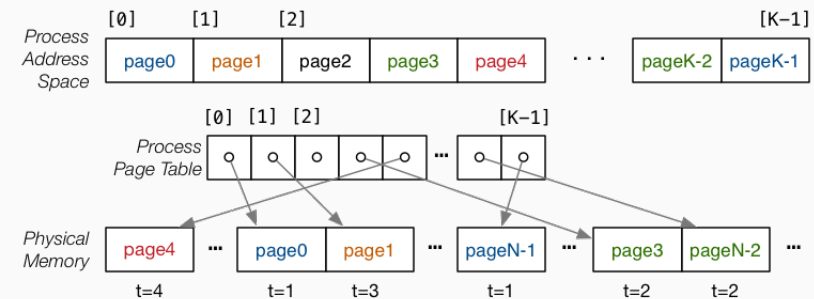 [0] [1] [2] [K-1]
Process
Address
Space
page0 page1 page2 page3 page4 ... pageK-2 pageK-1
[0] [1] [2] [K-1]
Process
Page Table
...
Physical
Memory
page4 ... page0 page1 ... pageN-1 ... page3 pageN-2 ...
t=4 t=1 t=3 t=1 t=2 t=2